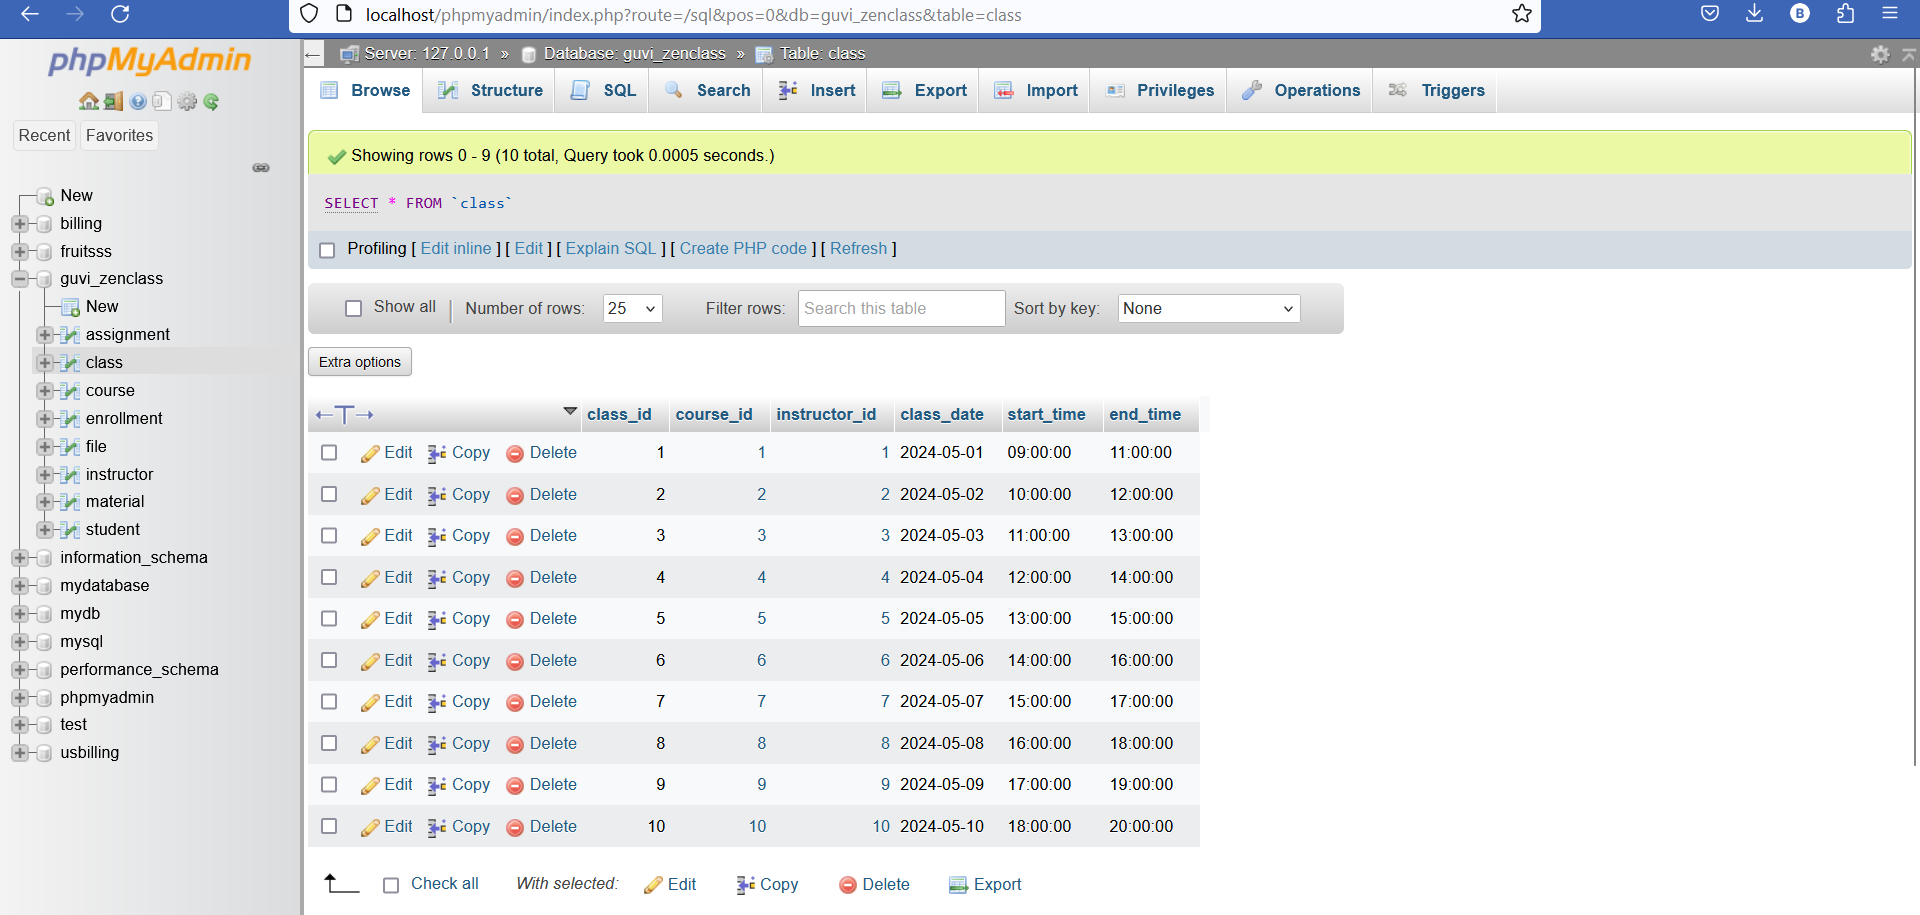 localhost/phpmyadmin/index.php?route=/sql&pos=0&db=guvi_zenclass&table=class
B
phpMyAdmin
Recent Favorites
New
billing
fruitsss
guvi_zenclass
New
assignment
class
course
enrollment
file
instructor
material
student
information_schema
mydatabase
mydb
mysql
performance_schema
phpmyadmin
test
usbilling
Server: 127.0.0.1 » Database: guvi_zenclass » Table: class
Browse Structure SQL Search Insert Export Import Privileges Operations Triggers
Showing rows 0 - 9 (10 total, Query took 0.0005 seconds.)
SELECT * FROM `class`
Profiling [ Edit inline ] [ Edit ] [ Explain SQL ] [ Create PHP code ] [ Refresh ]
Show all | Number of rows: 25 Filter rows: Search this table Sort by key: None
Extra options
←T→ class_id course_id instructor_id class_date start_time end_time
Edit Copy Delete 1 1 1 2024-05-01 09:00:00 11:00:00
Edit Copy Delete 2 2 2 2024-05-02 10:00:00 12:00:00
Edit Copy Delete 3 3 3 2024-05-03 11:00:00 13:00:00
Edit Copy Delete 4 4 4 2024-05-04 12:00:00 14:00:00
Edit Copy Delete 5 5 5 2024-05-05 13:00:00 15:00:00
Edit Copy Delete 6 6 6 2024-05-06 14:00:00 16:00:00
Edit Copy Delete 7 7 7 2024-05-07 15:00:00 17:00:00
Edit Copy Delete 8 8 8 2024-05-08 16:00:00 18:00:00
Edit Copy Delete 9 9 9 2024-05-09 17:00:00 19:00:00
Edit Copy Delete 10 10 10 2024-05-10 18:00:00 20:00:00
Check all With selected: Edit Copy Delete Export